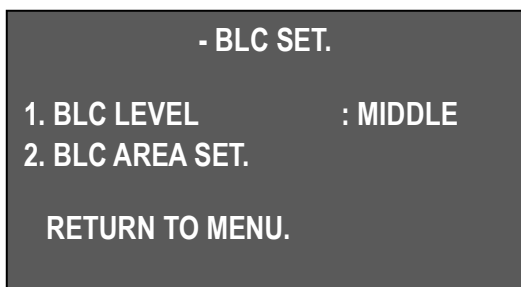 - BLC SET.
1. BLC LEVEL : MIDDLE
2. BLC AREA SET.
RETURN TO MENU.